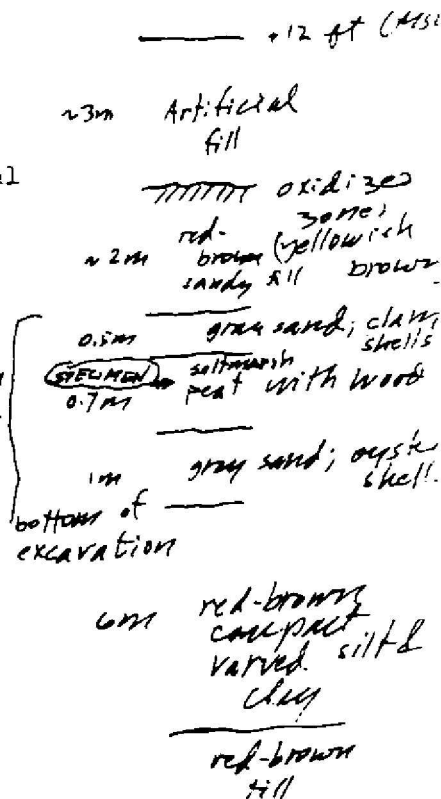 +12 ft (MSL
~3m Artificial
fill
oxidized
zone;
~2m red-brown (yellowish
sandy fill brown
0.5m gray sand; clam
shells
SPECIMEN saltmarsh
0.7m peat with wood
1m gray sand; oyster
shell.
bottom of
excavation
6m red-brown
compact
varved silt &
clay
red-brown
till